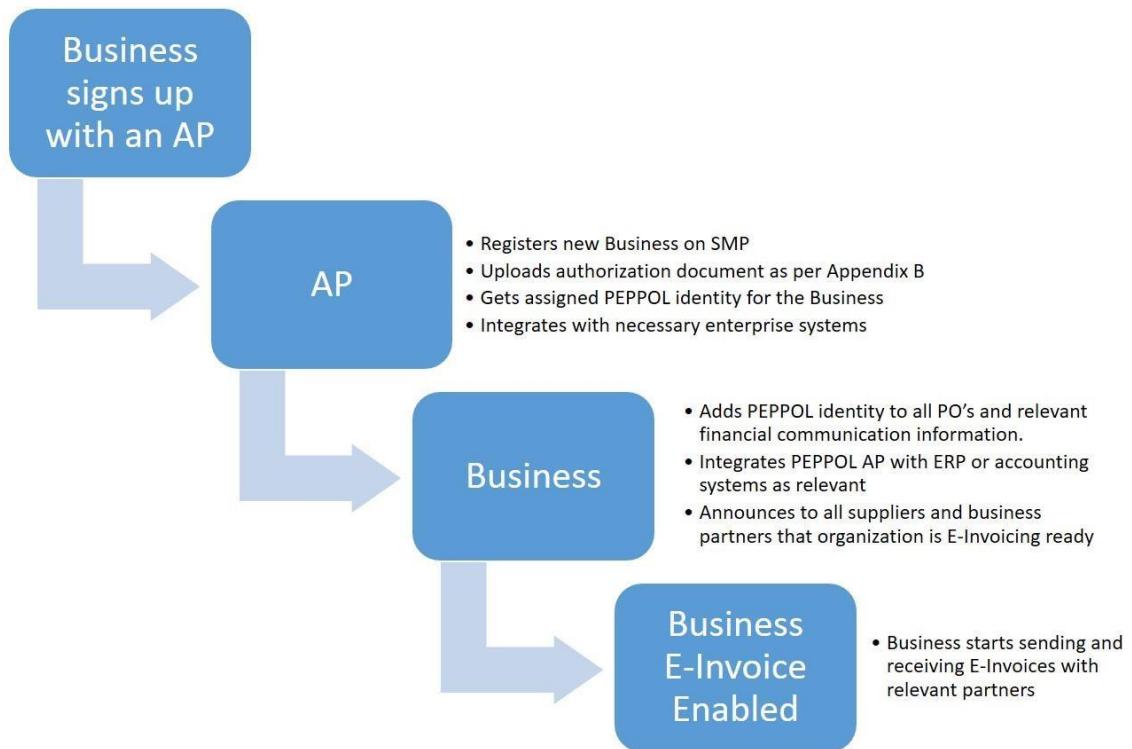 Business
signs up
with an AP
AP
• Registers new Business on SMP
• Uploads authorization document as per Appendix B
• Gets assigned PEPPOL identity for the Business
• Integrates with necessary enterprise systems
Business
• Adds PEPPOL identity to all PO's and relevant
financial communication information.
• Integrates PEPPOL AP with ERP or accounting
systems as relevant
• Announces to all suppliers and business
partners that organization is E-Invoicing ready
Business
E-Invoice
Enabled
• Business starts sending and
receiving E-Invoices with
relevant partners